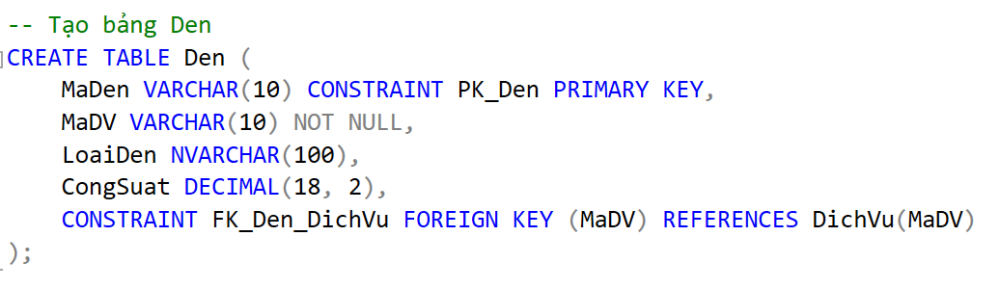 -- Tạo bảng Den
CREATE TABLE Den (
    MaDen VARCHAR(10) CONSTRAINT PK_Den PRIMARY KEY,
    MaDV VARCHAR(10) NOT NULL,
    LoaiDen NVARCHAR(100),
    CongSuat DECIMAL(18, 2),
    CONSTRAINT FK_Den_DichVu FOREIGN KEY (MaDV) REFERENCES DichVu(MaDV)
);